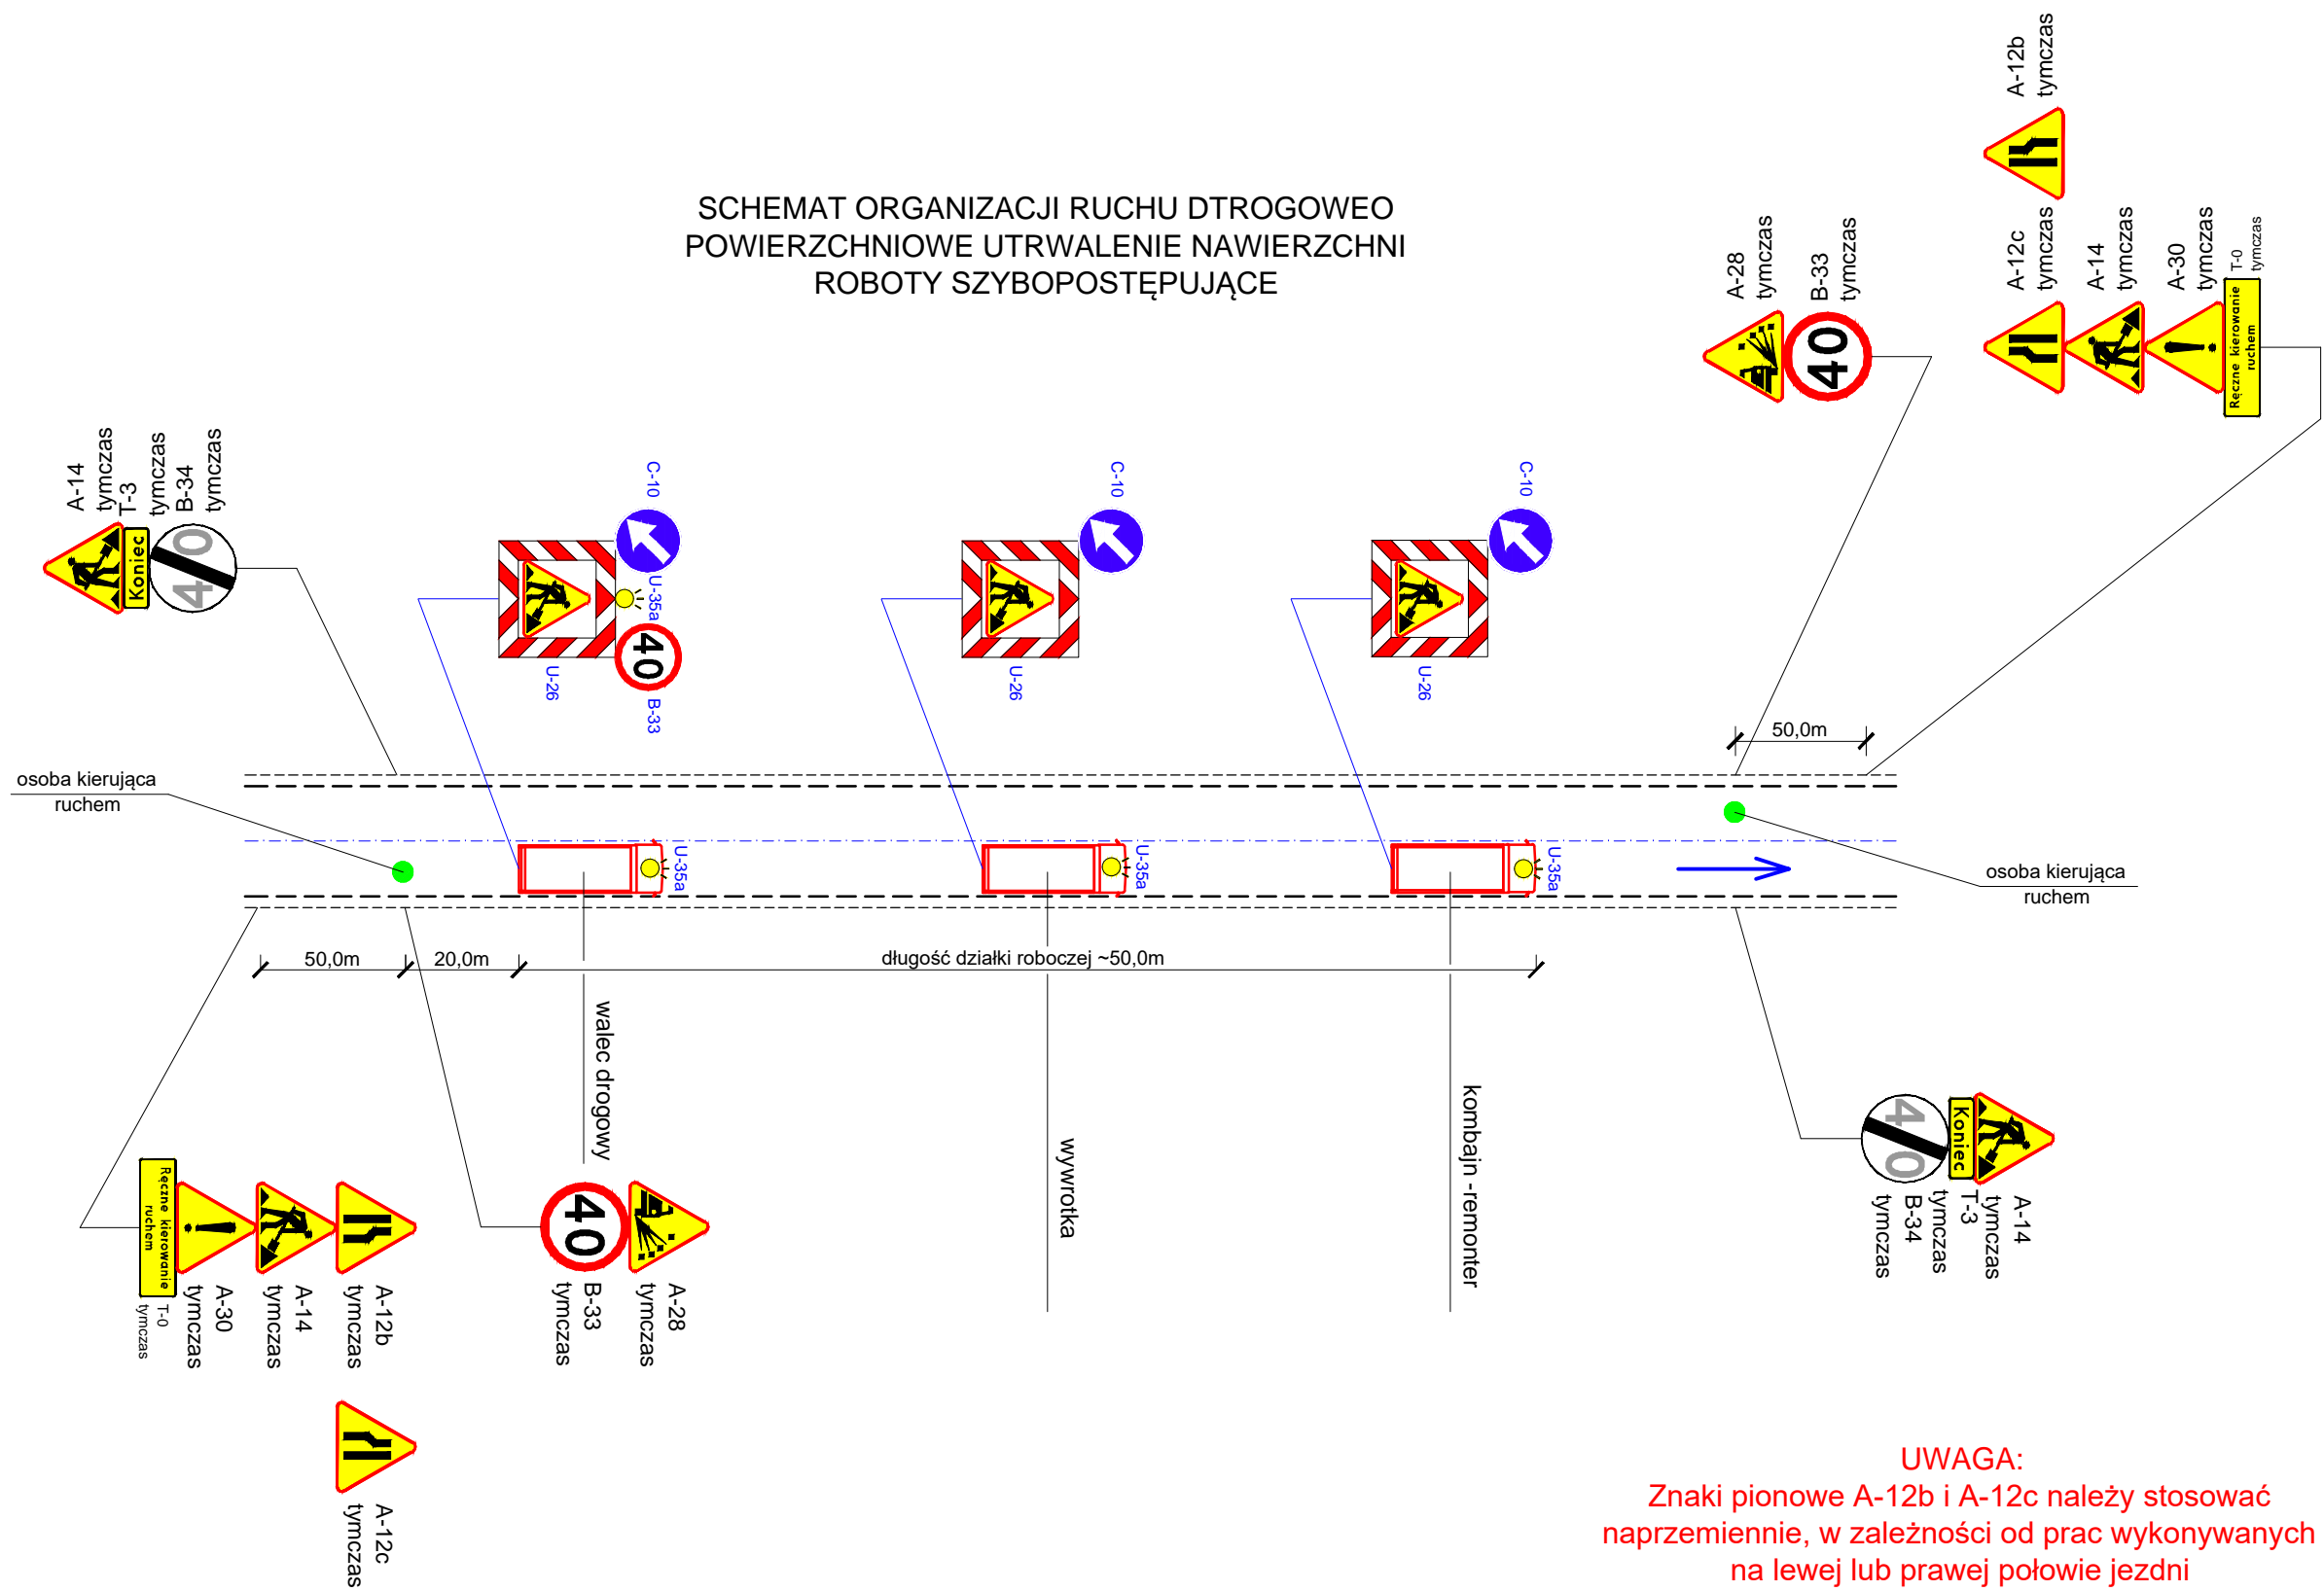 SCHEMAT ORGANIZACJI RUCHU DTROGOWEO
POWIERZCHNIOWE UTRWALENIE NAWIERZCHNI
ROBOTY SZYBOPOSTĘPUJĄCE
A-12b
tymczas
A-28
tymczas
B-33
tymczas
40
A-12c
tymczas
A-14
tymczas
A-30
tymczas
T-0
tymczas
Ręczne kierowanie
ruchem
A-14
tymczas
T-3
tymczas
B-34
tymczas
Koniec
40
C-10
U-35a
40
U-26
B-33
C-10
U-26
C-10
U-26
50,0m
osoba kierująca
ruchem
U-35a
U-35a
U-35a
osoba kierująca
ruchem
50,0m
20,0m
długość działki roboczej ~50,0m
walec drogowy
wywrotka
kombajn -remonter
40
Koniec
A-14
tymczas
T-3
tymczas
B-34
tymczas
Ręczne kierowanie
ruchem
T-0
tymczas
A-30
tymczas
A-14
tymczas
A-12b
tymczas
40
B-33
tymczas
A-28
tymczas
A-12c
tymczas
UWAGA:
Znaki pionowe A-12b i A-12c należy stosować
naprzemiennie, w zależności od prac wykonywanych
na lewej lub prawej połowie jezdni